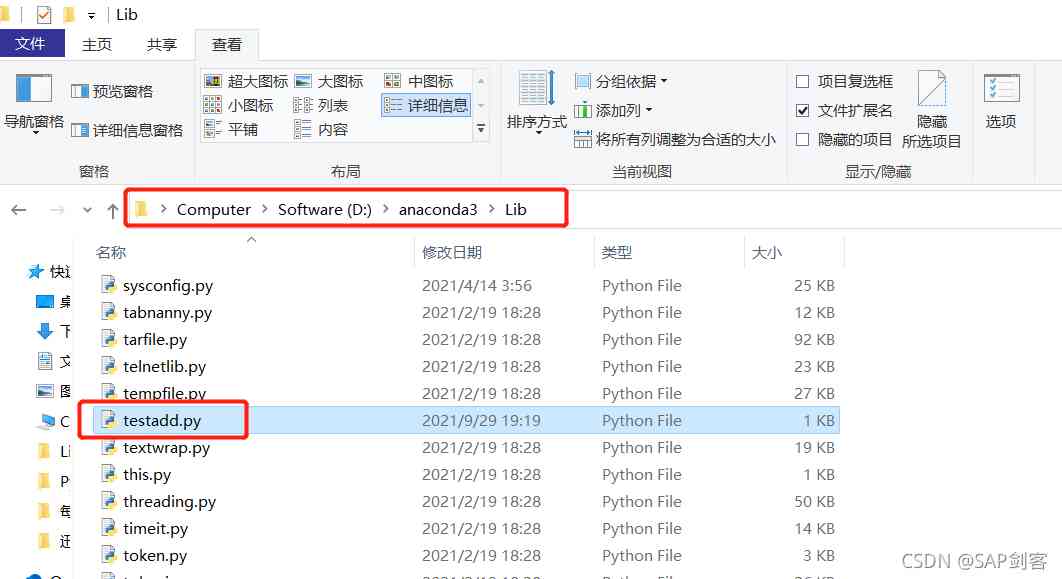 Lib
文件 主页 共享 查看
导航窗格 预览窗格 详细信息窗格
超大图标 大图标 中图标
小图标 列表 详细信息
平铺 内容
排序方式 分组依据 添加列 将所有列调整为合适的大小
项目复选框 文件扩展名 隐藏的项目
隐藏
所选项目
选项
窗格 布局 当前视图 显示/隐藏
Computer Software (D:) anaconda3 Lib
名称 修改日期 类型 大小
快
sysconfig.py 2021/4/14 3:56 Python File 25 KB
tabnanny.py 2021/2/19 18:28 Python File 12 KB
tarfile.py 2021/2/19 18:28 Python File 92 KB
telnetlib.py 2021/2/19 18:28 Python File 23 KB
tempfile.py 2021/2/19 18:28 Python File 27 KB
testadd.py 2021/9/29 19:19 Python File 1 KB
textwrap.py 2021/2/19 18:28 Python File 19 KB
this.py 2021/2/19 18:28 Python File 1 KB
threading.py 2021/2/19 18:28 Python File 50 KB
timeit.py 2021/2/19 18:28 Python File 14 KB
token.py 2021/2/19 18:28 Python File 3 KB
CSDN @SAP剑客